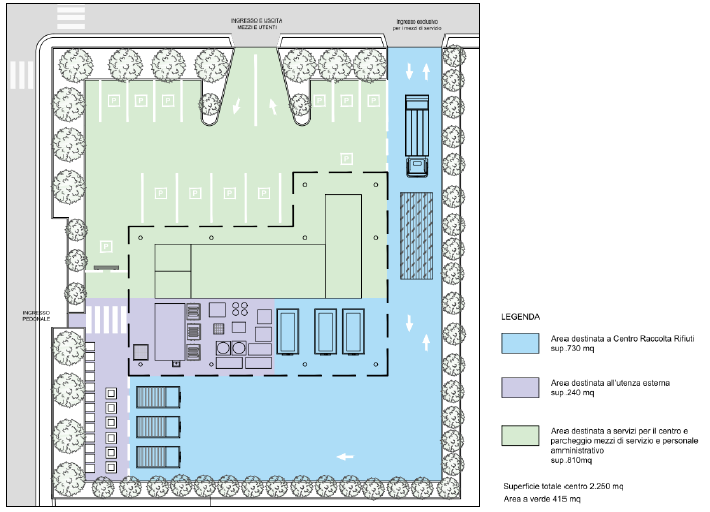 INGRESSO E USCITA
MEZZI E UTENTI
Ingresso esclusivo
per i mezzi di servizio
P
P
P
P
P
P
P
P
P
P
P
P
INGRESSO
PEDONALE
LEGENDA
Area destinata a Centro Raccolta Rifiuti
sup.730 mq
Area destinata all'utenza esterna
sup.240 mq
Area destinata a servizi per il centro e
parcheggio mezzi di servizio e personale
amministrativo
sup.810mq
Superficie totale centro 2.250 mq
Area a verde 415 mq